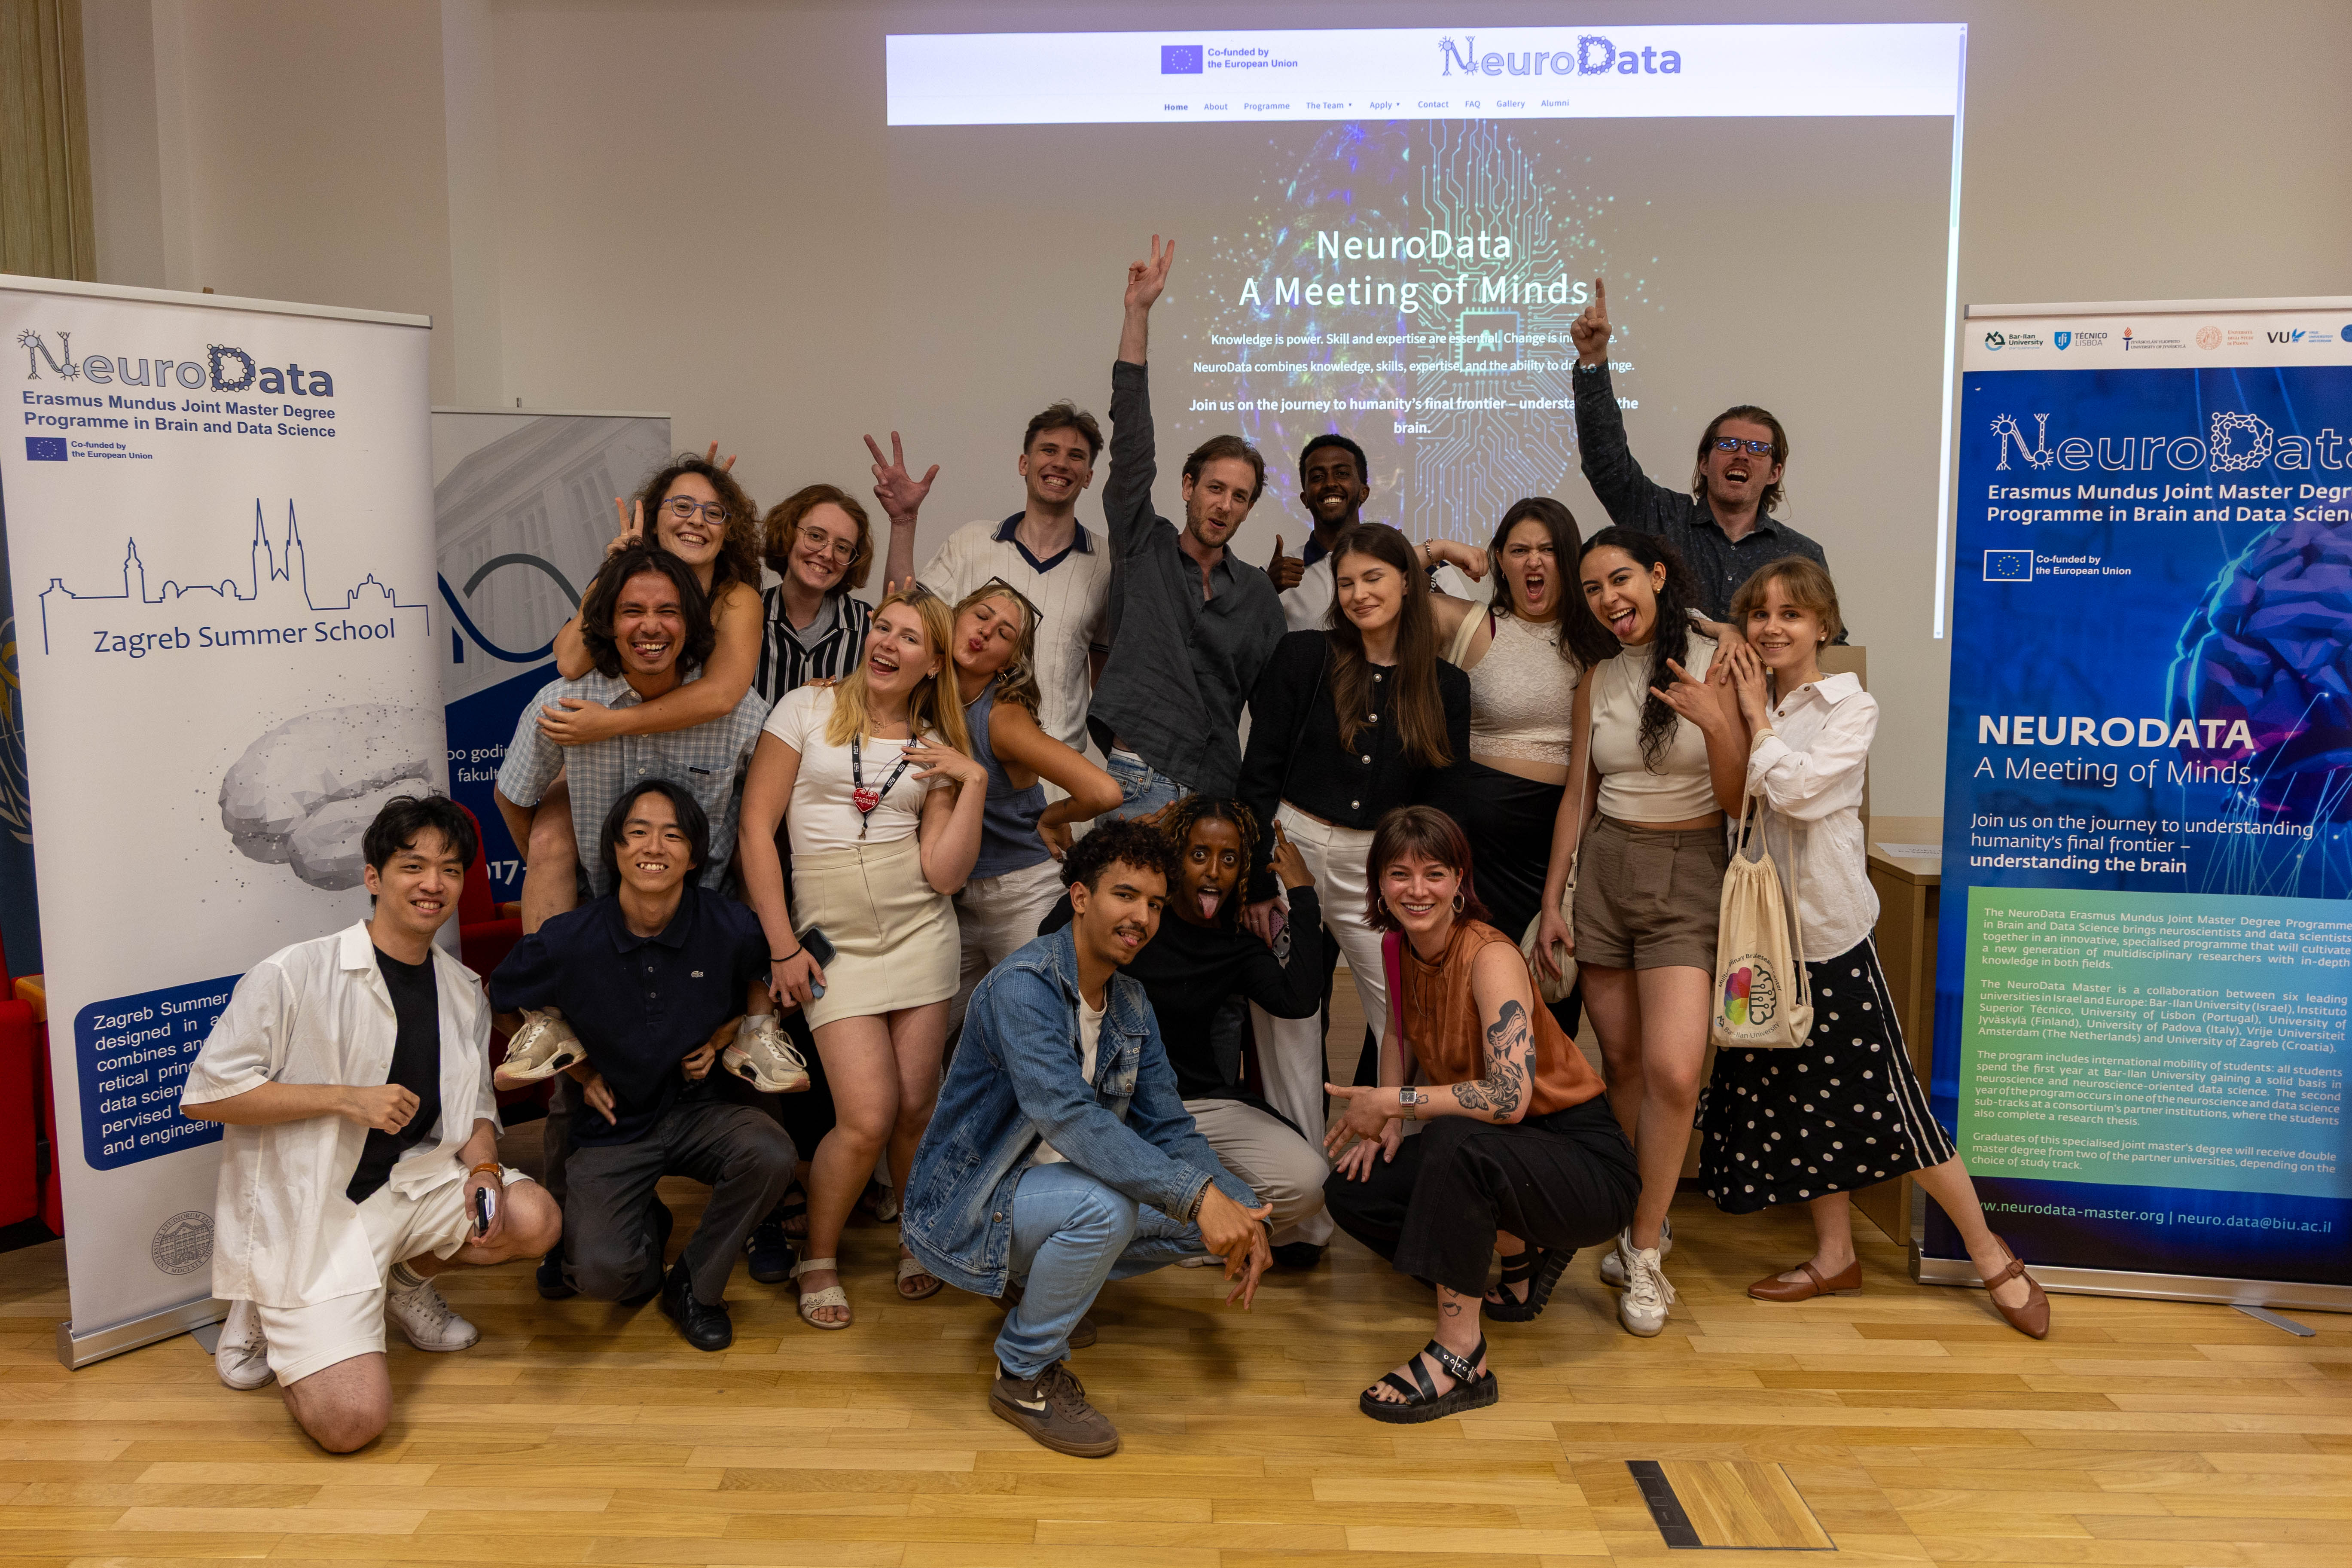 Co-funded by
the European Union
NeuroData
Home About Programme The Team Apply Contact FAQ Gallery Alumni
NeuroData
A Meeting of Minds
Knowledge is power. Skill and expertise are essential. Change is
NeuroData combines knowledge, skills, expertise, and the ability to
Join us on the journey to humanity's final frontier – the
brain.
AI
NeuroData
Erasmus Mundus Joint Master Degree
Programme in Brain and Data Science
Co-funded by
the European Union
Zagreb Summer School
Zagreb Summer
designed in
combines
data
and
ZAGREB
Bar-Ilan University
Bar-Ilan
University
TÉCNICO
LISBOA
VU
NeuroData
Erasmus Mundus Joint Master
Programme in Brain and Data
Co-funded by
the European Union
NEURODATA
A Meeting of Minds
Join us on the journey to understanding
humanity's final frontier –
understanding the brain
The NeuroData Erasmus Mundus Joint Master Degree Programme
in Brain and Data Science brings neuroscientists and data scientists
together in an innovative, specialised programme that will cultivate
a new generation of multidisciplinary researchers with in-depth
knowledge in both fields.
The NeuroData Master is a collaboration between six leading
universities in Israel and Europe: Bar-Ilan University (Israel), Instituto
Superior Técnico, University of Lisbon (Portugal), University of
Jyväskylä (Finland), University of Padova (Italy), Vrije Universiteit
Amsterdam (The Netherlands) and University of Zagreb (Croatia).
The program includes international mobility of students: all students
spend the first year at Bar-Ilan University gaining a solid basis in
neuroscience and neuroscience-oriented data science. The second
year of the program occurs in one of the neuroscience and data science
sub-tracks at a consortium's partner institutions, where the students
also complete a research thesis.
Graduates of this specialised joint master's degree will receive double
master degree from two of the partner universities, depending on the
choice of study track.
www.neurodata-master.org | neuro.data@biu.ac.il